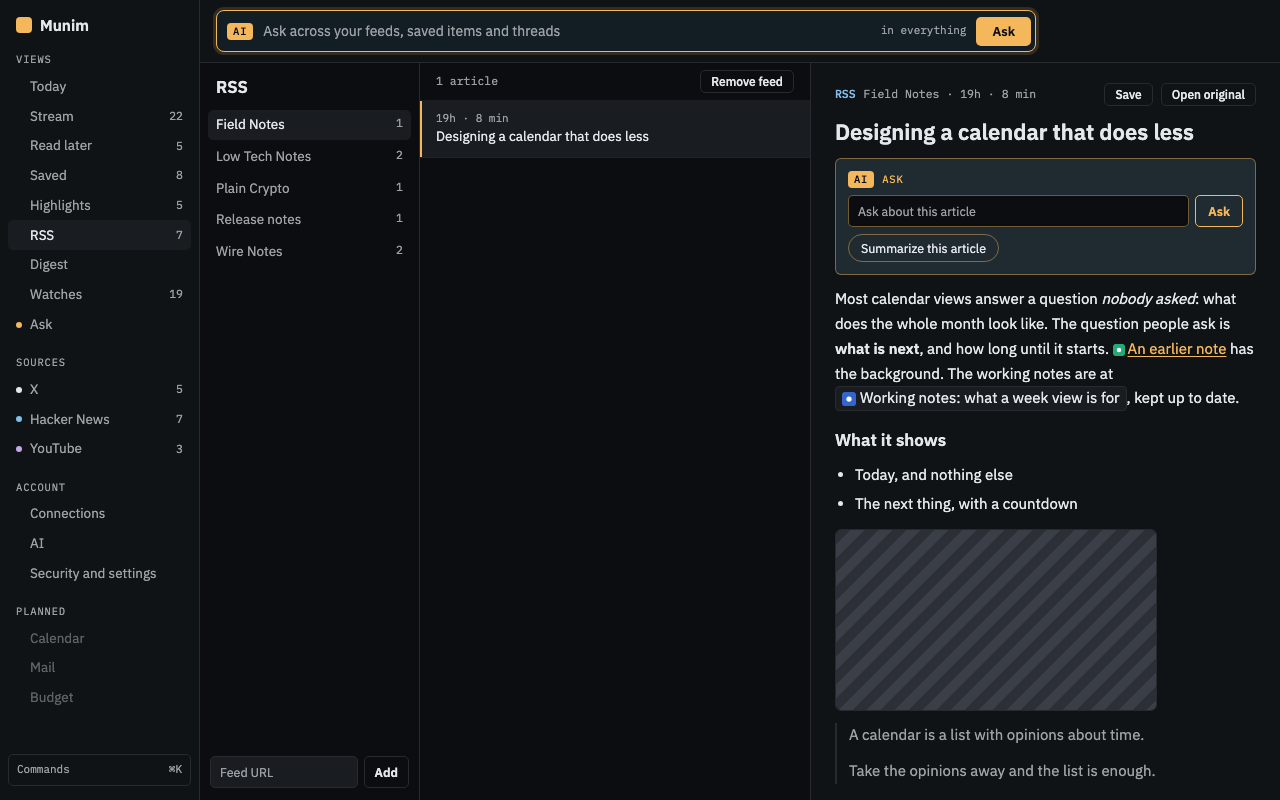 Munim
VIEWS
Today
Stream 22
Read later 5
Saved 8
Highlights 5
RSS 7
Digest
Watches 19
Ask
SOURCES
X 5
Hacker News 7
YouTube 3
ACCOUNT
Connections
AI
Security and settings
PLANNED
Calendar
Mail
Budget
Commands ⌘K
AI Ask across your feeds, saved items and threads in everything Ask
RSS
Field Notes 1
Low Tech Notes 2
Plain Crypto 1
Release notes 1
Wire Notes 2
Feed URL Add
1 article Remove feed
19h · 8 min
Designing a calendar that does less
RSS Field Notes · 19h · 8 min Save Open original
Designing a calendar that does less
AI ASK
Ask about this article Ask
Summarize this article
Most calendar views answer a question nobody asked: what
does the whole month look like. The question people ask is
what is next, and how long until it starts. An earlier note has
the background. The working notes are at
Working notes: what a week view is for , kept up to date.
What it shows
• Today, and nothing else
• The next thing, with a countdown
A calendar is a list with opinions about time.
Take the opinions away and the list is enough.